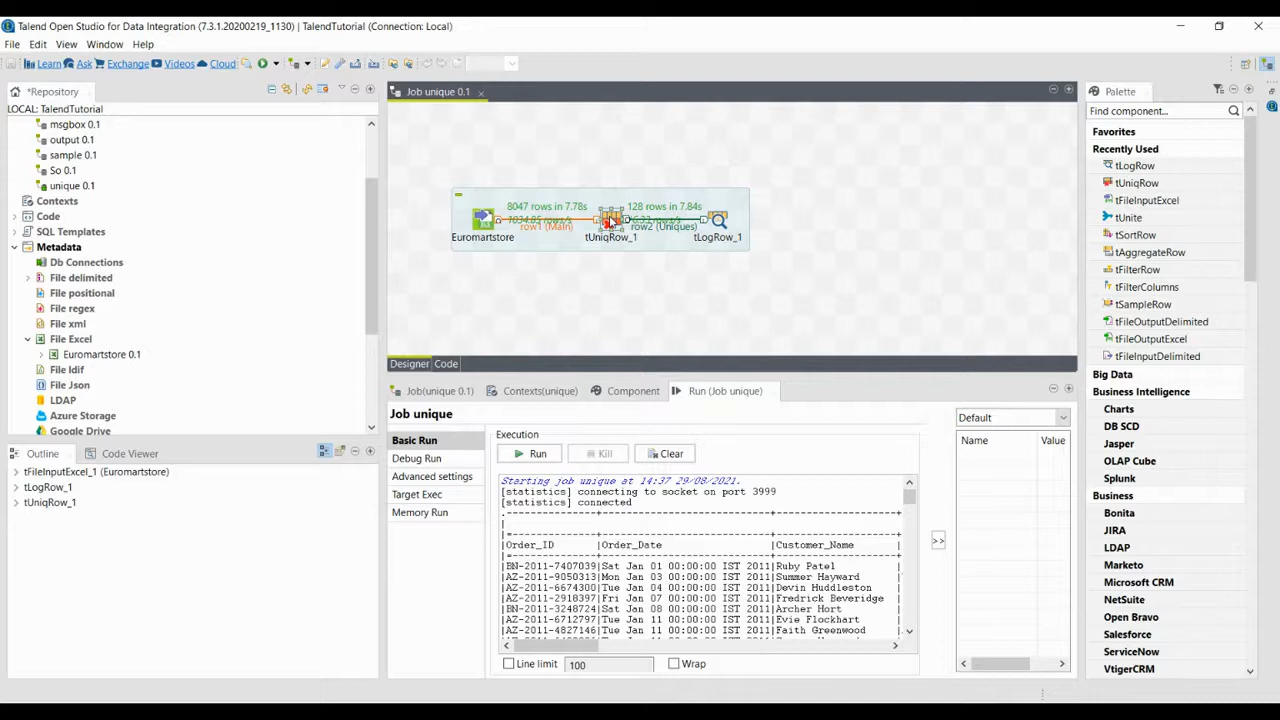 Talend Open Studio for Data Integration (7.3.1.20200219_1130) | TalendTutorial (Connection: Local)
File Edit View Window Help
Learn Ask Exchange Videos Cloud
*Repository
LOCAL: TalendTutorial
msgbox 0.1
output 0.1
sample 0.1
So 0.1
unique 0.1
Contexts
Code
SQL Templates
Metadata
Db Connections
File delimited
File positional
File regex
File xml
File Excel
Euromartstore 0.1
File ldif
File Json
LDAP
Azure Storage
Google Drive
Outline
Code Viewer
tFileInputExcel_1 (Euromartstore)
tLogRow_1
tUniqRow_1
Job unique 0.1
8047 rows in 7.78s
1034.85 rows/s
row1 (Main)
128 rows in 7.84s
row2 (Uniques)
Euromartstore
tUniqRow_1
tLogRow_1
Designer Code
Job(unique 0.1)
Contexts(unique)
Component
Run (Job unique)
Job unique
Basic Run
Debug Run
Advanced settings
Target Exec
Memory Run
Execution
Run
Kill
Clear
Starting job unique at 14:37 29/08/2021.
[statistics] connecting to socket on port 3999
[statistics] connected
|Order_ID |Order_Date |Customer_Name
|BN-2011-7407039|Sat Jan 01 00:00:00 IST 2011|Ruby Patel
|AZ-2011-9050313|Mon Jan 03 00:00:00 IST 2011|Summer Hayward
|AZ-2011-6674300|Tue Jan 04 00:00:00 IST 2011|Devin Huddleston
|AZ-2011-2918397|Fri Jan 07 00:00:00 IST 2011|Fredrick Beveridge
|BN-2011-3248724|Sat Jan 08 00:00:00 IST 2011|Archer Hort
|AZ-2011-6712797|Tue Jan 11 00:00:00 IST 2011|Evie Flockhart
|AZ-2011-4827146|Tue Jan 11 00:00:00 IST 2011|Faith Greenwood
Line limit
100
Wrap
Default
Name
Value
>>
Palette
Find component...
Favorites
Recently Used
tLogRow
tUniqRow
tFileInputExcel
tUnite
tSortRow
tAggregateRow
tFilterRow
tFilterColumns
tSampleRow
tFileOutputDelimited
tFileOutputExcel
tFileInputDelimited
Big Data
Business Intelligence
Charts
DB SCD
Jasper
OLAP Cube
Splunk
Business
Bonita
JIRA
LDAP
Marketo
Microsoft CRM
NetSuite
Open Bravo
Salesforce
ServiceNow
VtigerCRM